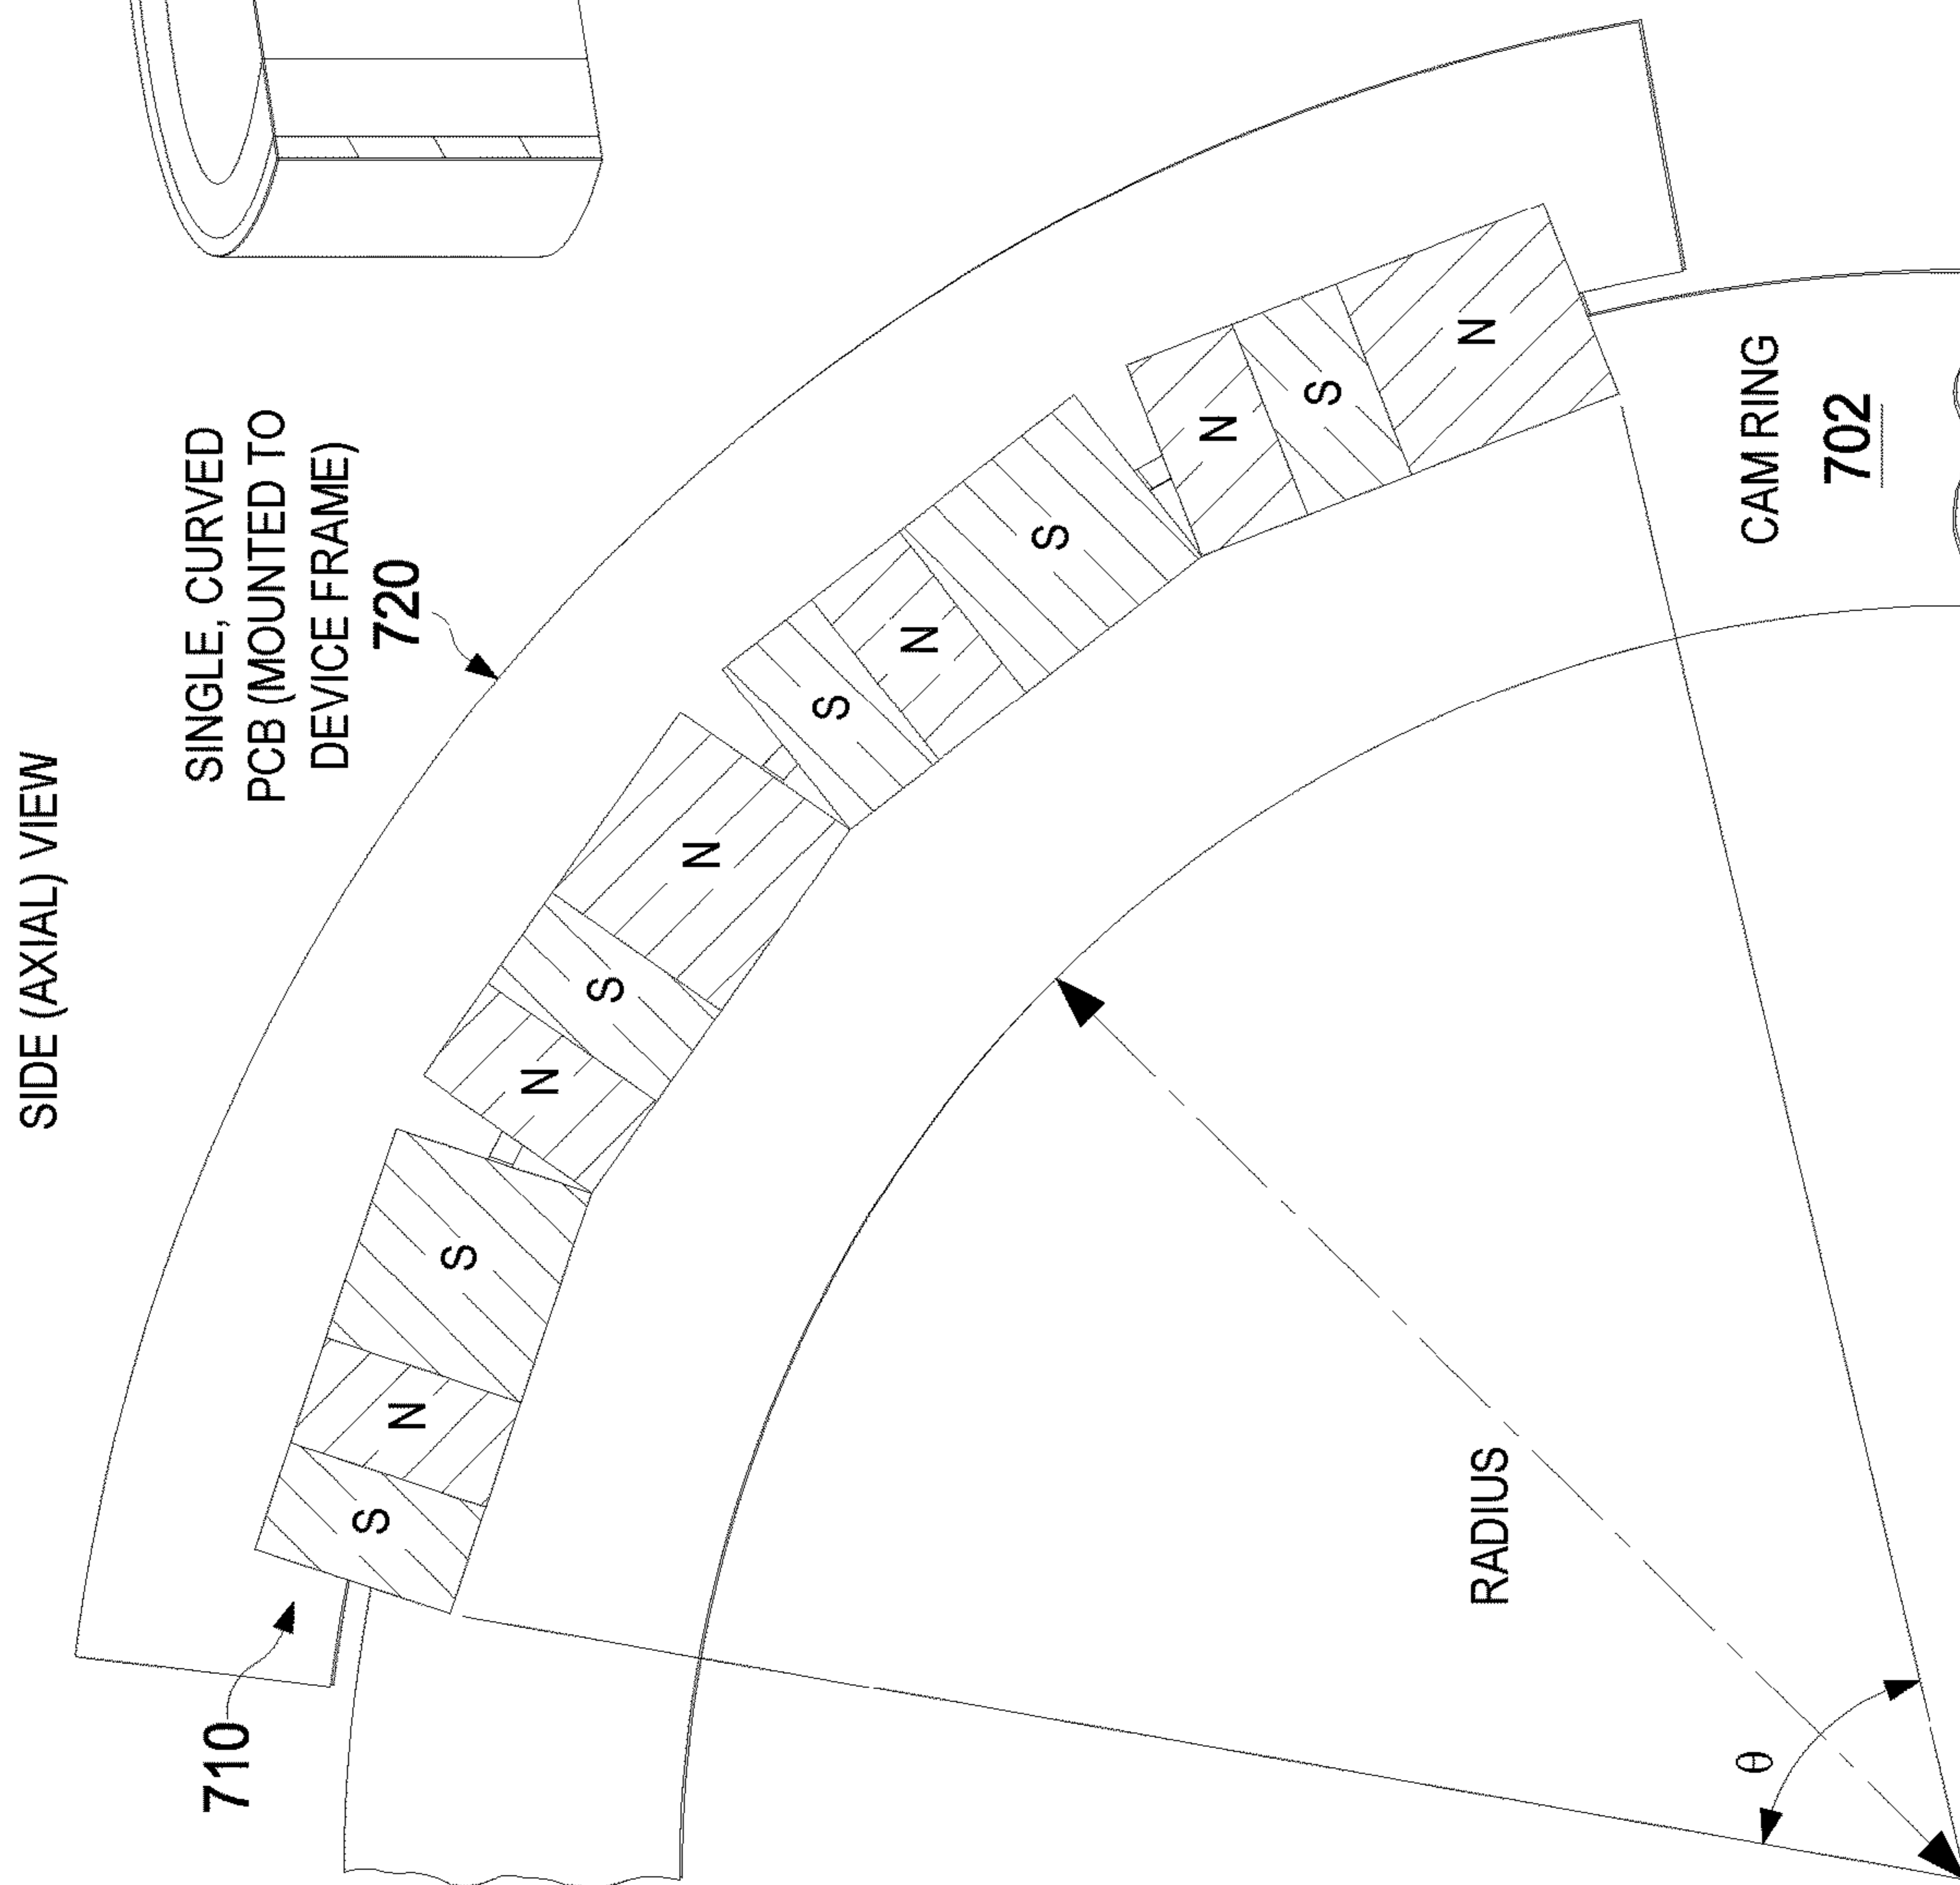 SIDE (AXIAL) VIEW
SINGLE, CURVED
PCB (MOUNTED TO
DEVICE FRAME)
720
710
S
N
S
N
S
N
S
N
S
N
S
N
RADIUS
θ
CAM RING
702